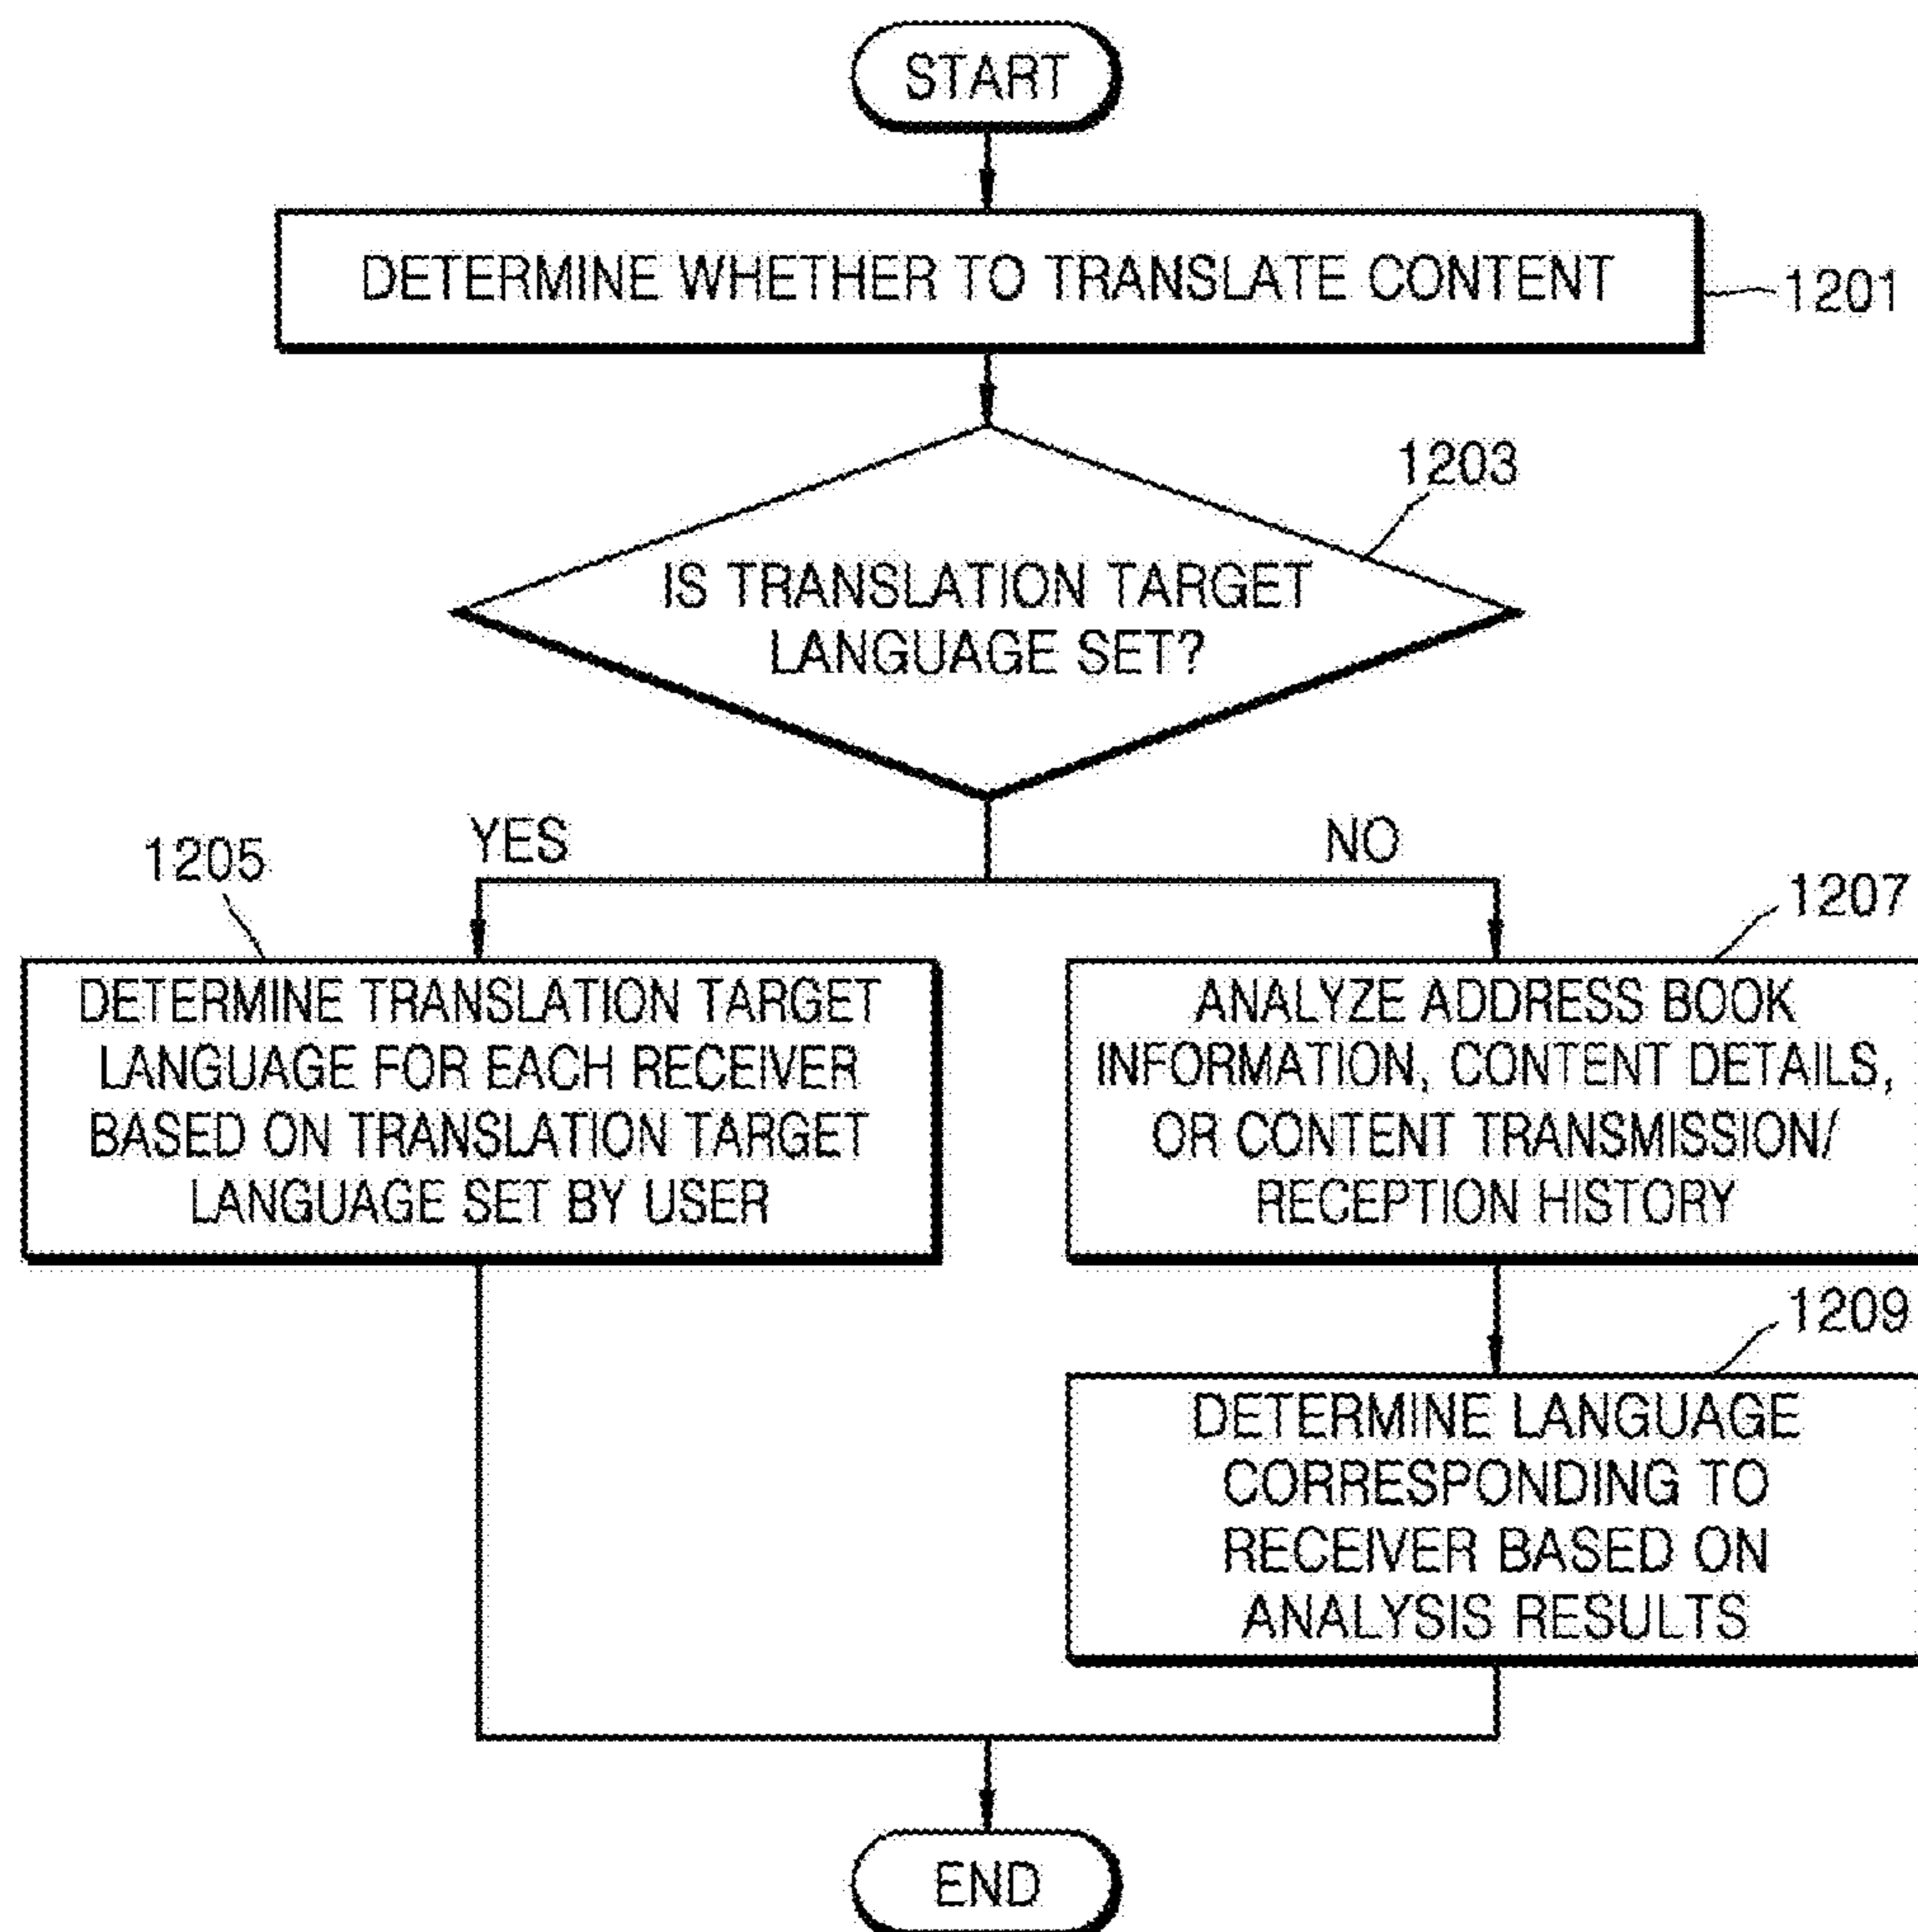 START
DETERMINE WHETHER TO TRANSLATE CONTENT
1201
1203
IS TRANSLATION TARGET
LANGUAGE SET?
YES
NO
1205
1207
DETERMINE TRANSLATION TARGET
LANGUAGE FOR EACH RECEIVER
BASED ON TRANSLATION TARGET
LANGUAGE SET BY USER
ANALYZE ADDRESS BOOK
INFORMATION, CONTENT DETAILS,
OR CONTENT TRANSMISSION/
RECEPTION HISTORY
1209
DETERMINE LANGUAGE
CORRESPONDING TO
RECEIVER BASED ON
ANALYSIS RESULTS
END